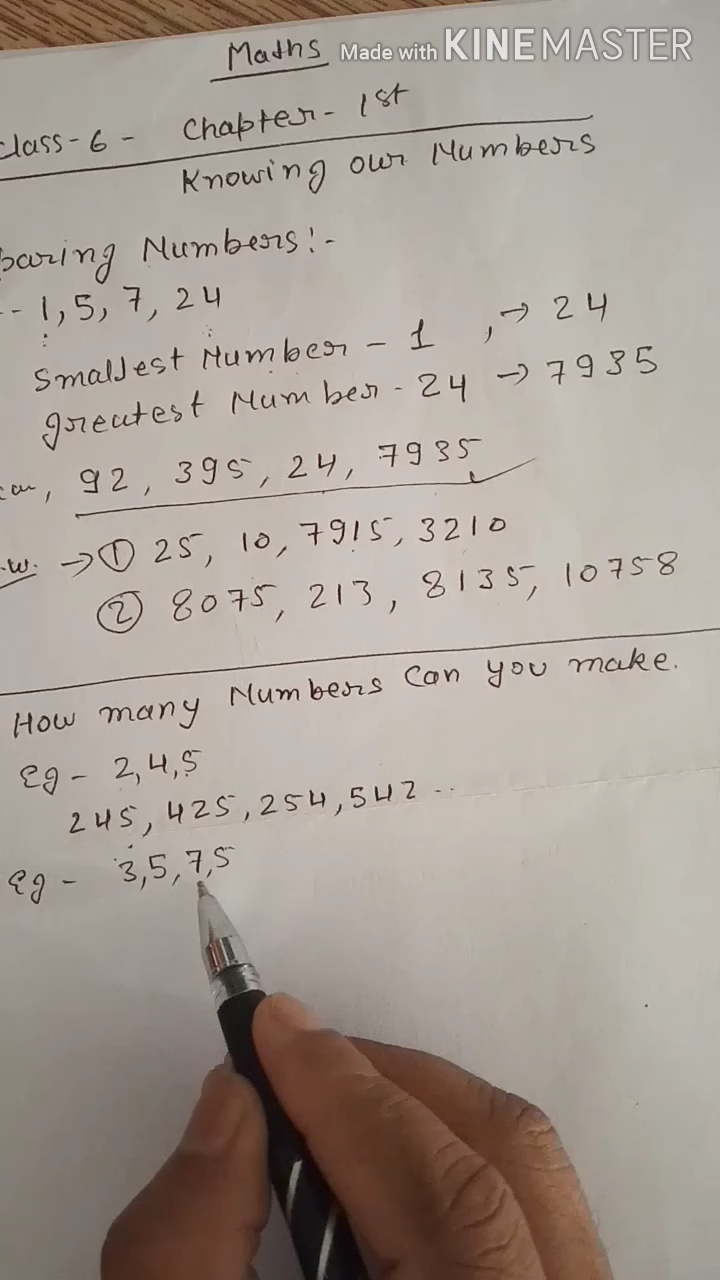 Maths
Made with KINEMASTER
Class-6- Chapter-1st
Knowing our Numbers
paring Numbers:-
-- 1, 5, 7, 24
Smallest Number - 1 , → 24
greatest Number - 24 → 7935
92, 395, 24, 7935
.w. → ① 25, 10, 7915, 3210
② 8075, 213, 8135, 10758
How many Numbers Can you make.
Eg - 2,4,5
245, 425, 254, 542 ..
Eg - 3,5,7,5